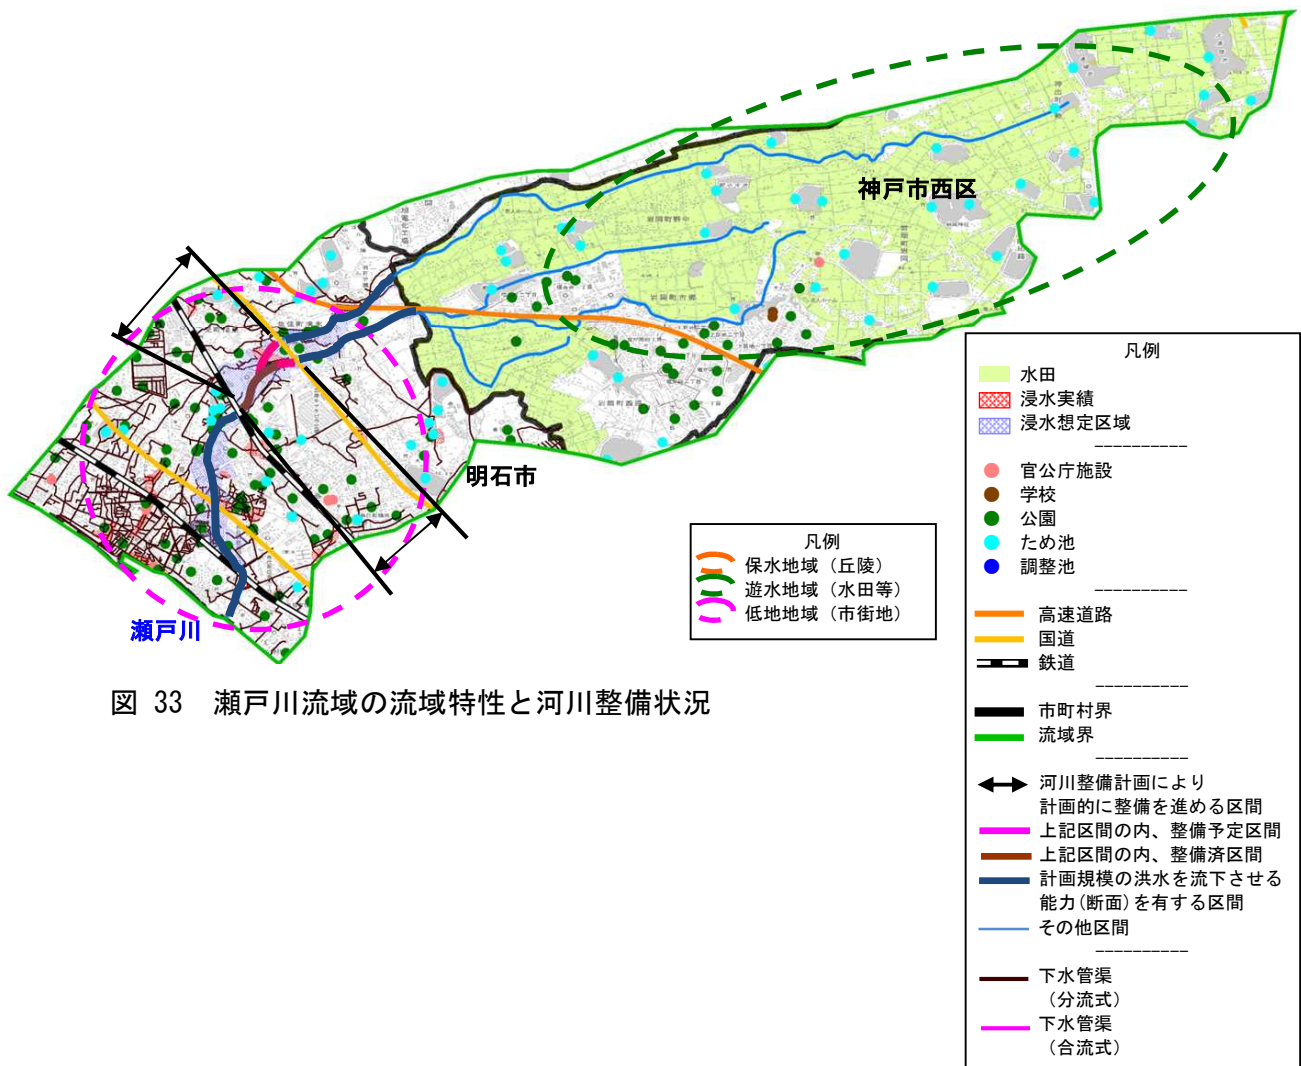 神戸市西区
明石市
瀬戸川
凡例
保水地域（丘陵）
遊水地域（水田等）
低地地域（市街地）
図 33　瀬戸川流域の流域特性と河川整備状況
凡例
水田
浸水実績
浸水想定区域
----------
官公庁施設
学校
公園
ため池
調整池
----------
高速道路
国道
鉄道
----------
市町村界
流域界
----------
河川整備計画により
計画的に整備を進める区間
上記区間の内、整備予定区間
上記区間の内、整備済区間
計画規模の洪水を流下させる
能力(断面)を有する区間
その他区間
----------
下水管渠
（分流式）
下水管渠
（合流式）